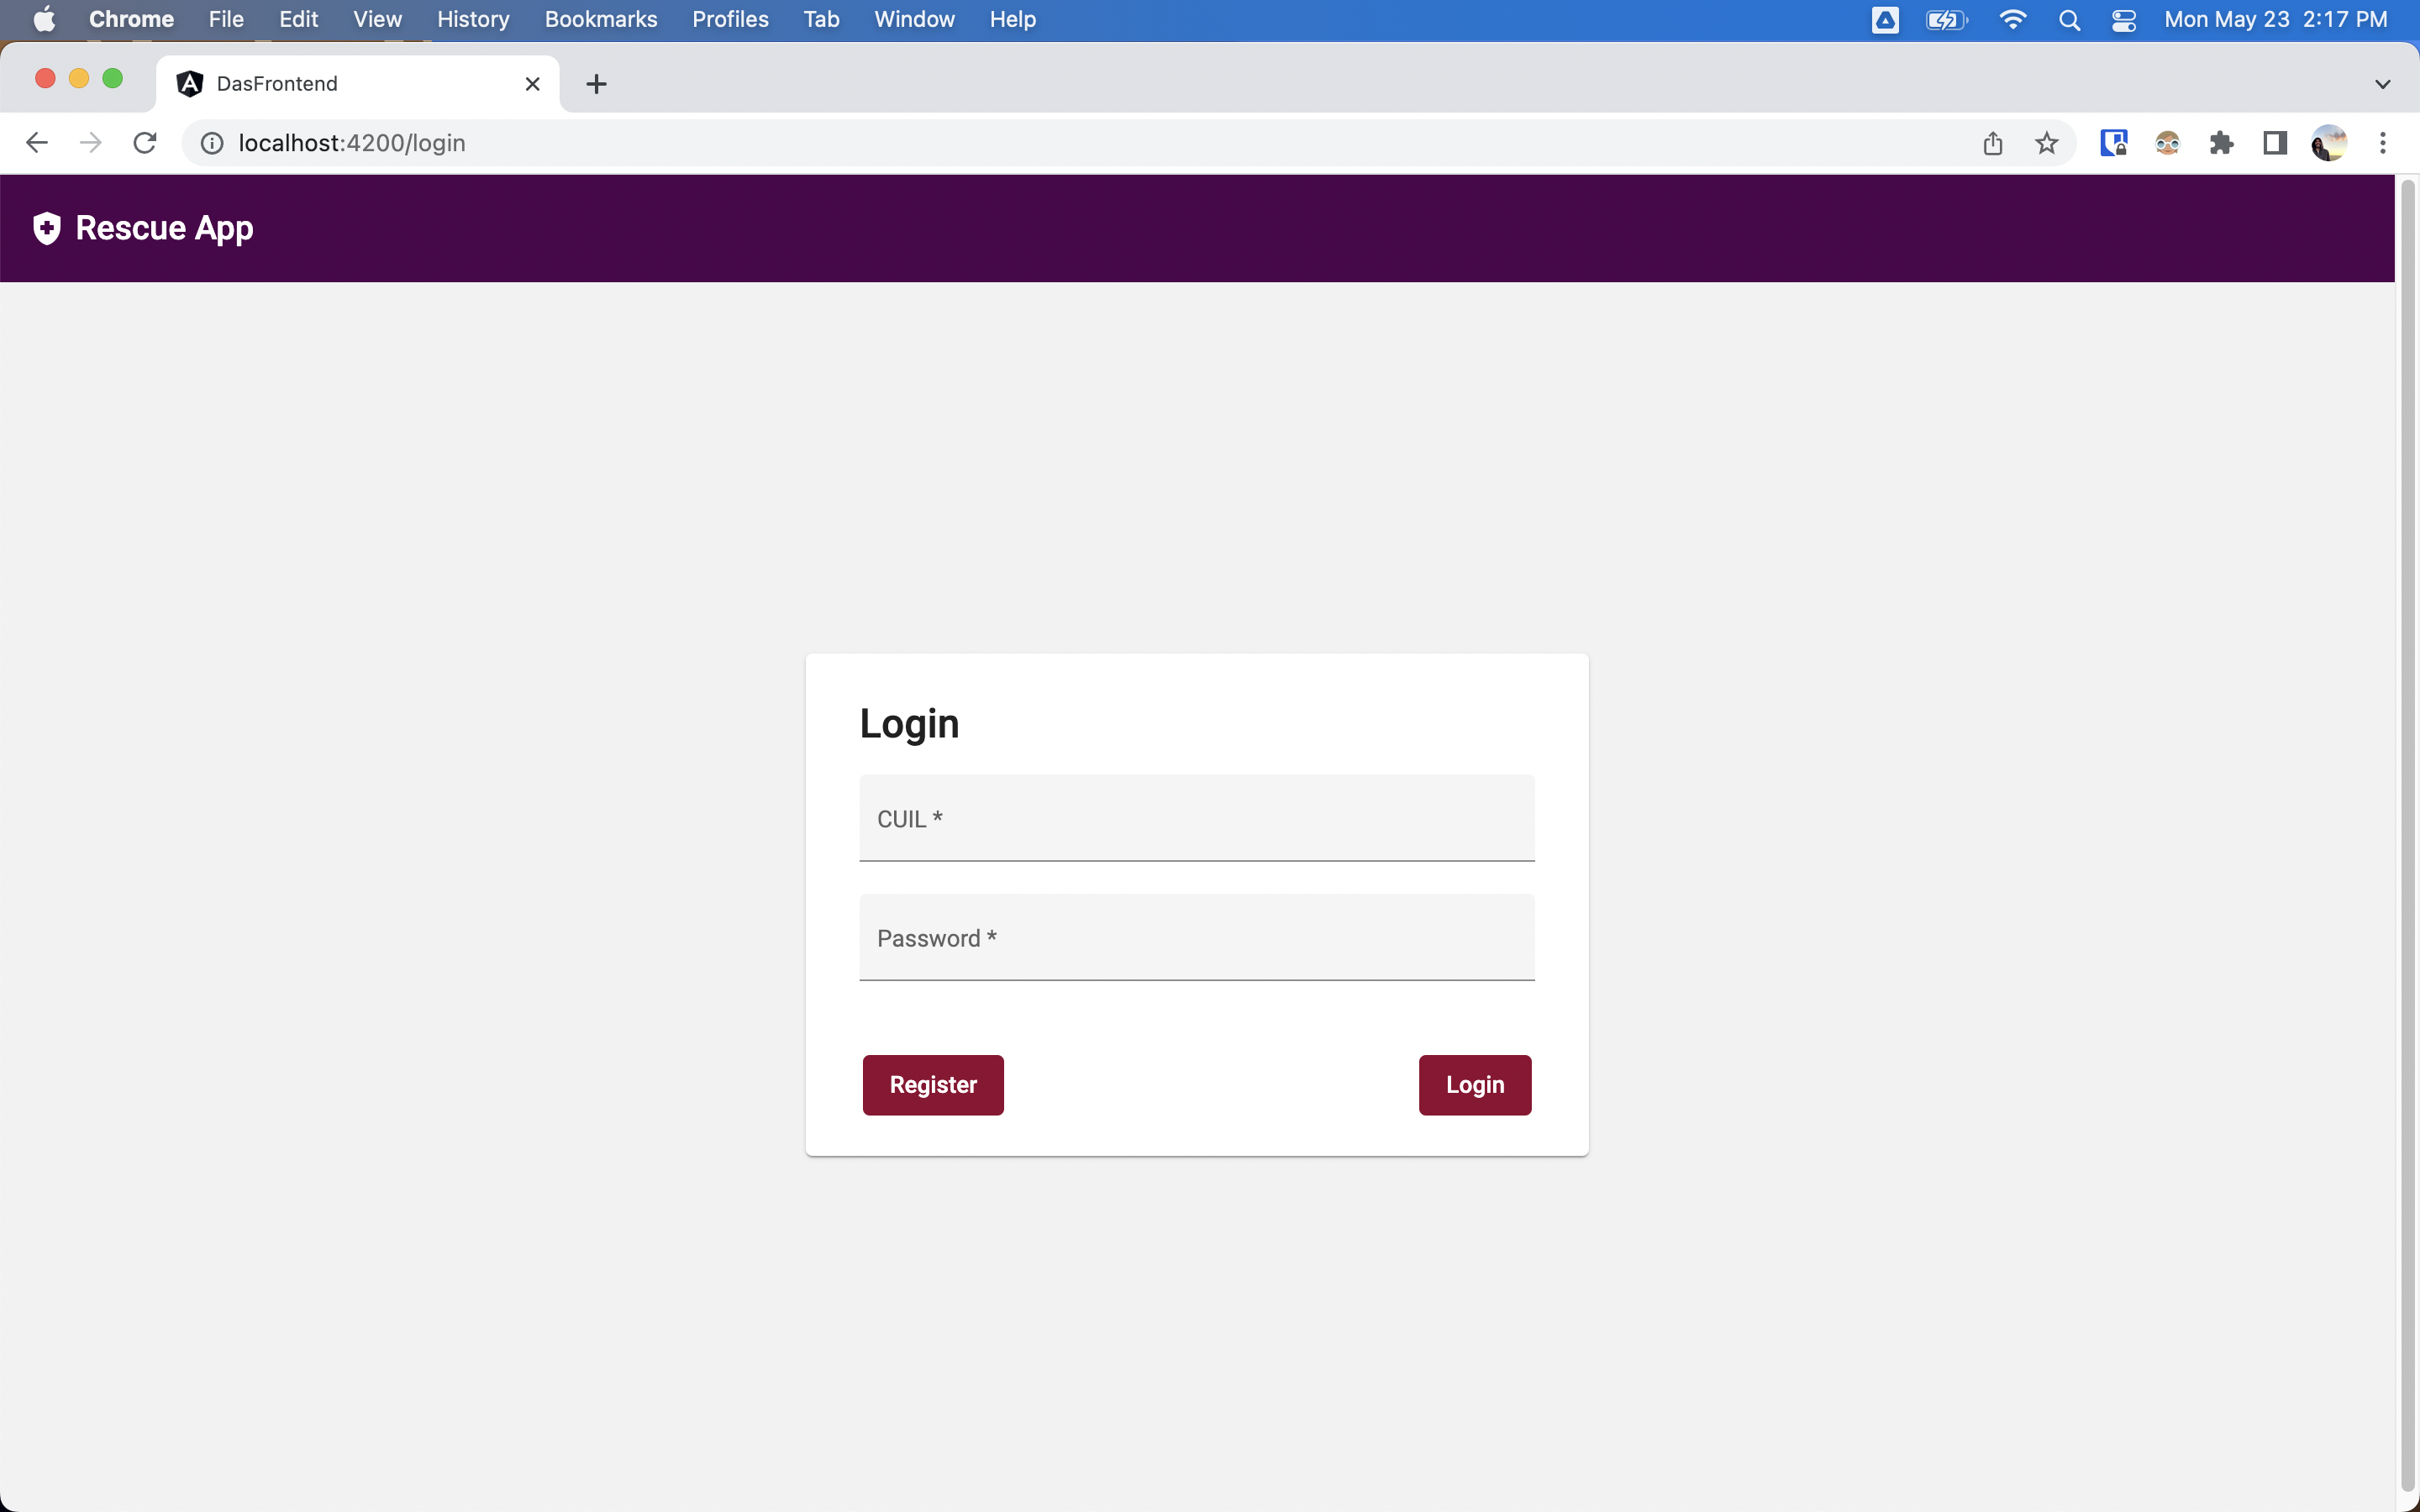 Chrome File Edit View History Bookmarks Profiles Tab Window Help Mon May 23 2:17 PM
DasFrontend
localhost:4200/login
Rescue App
Login
CUIL *
Password *
Register Login